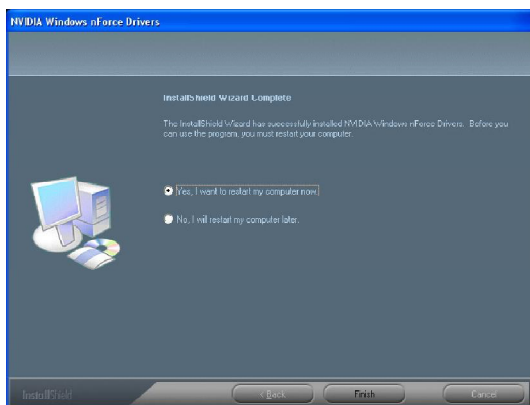 NVIDIA Windows nForce Drivers
InstallShield Wizard Complete
The InstallShield Wizard has successfully installed NVIDIA Windows nForce Drivers. Before you
can use the program, you must restart your computer.
Yes, I want to restart my computer now.
No, I will restart my computer later.
InstallShield
< Back
Finish
Cancel